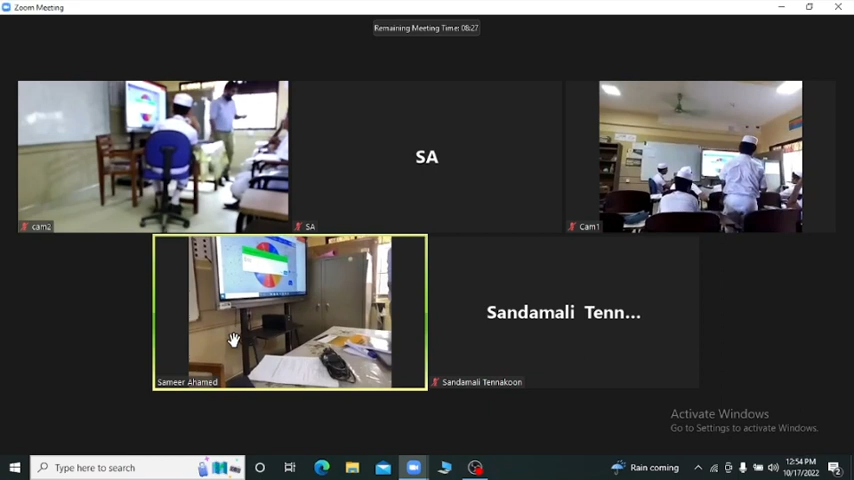 Zoom Meeting
Remaining Meeting Time: 08:27
SA
cam2
SA
Cam1
Sandamali Tenn...
Sameer Ahamed
Sandamali Tennakoon
Activate Windows
Go to Settings to activate Windows.
Type here to search
Rain coming
12:54 PM
10/17/2022
2